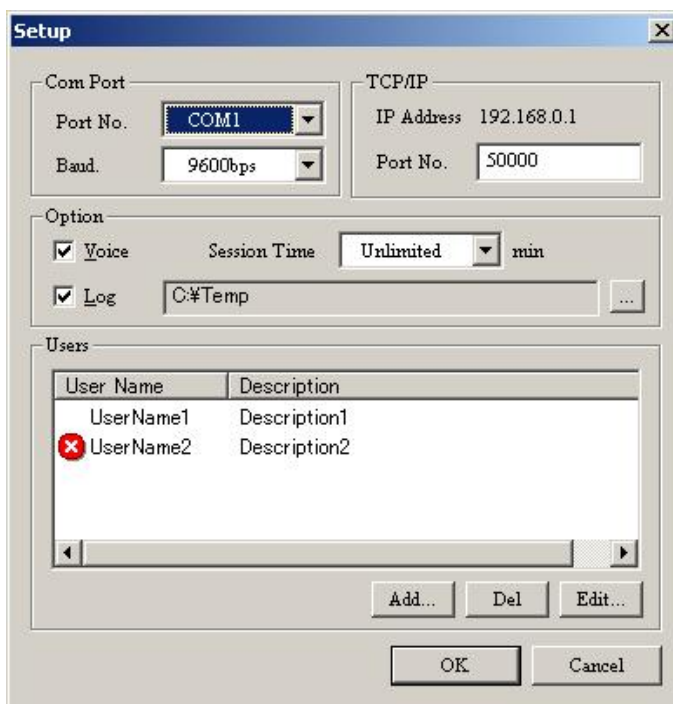 Setup
Com Port
Port No. COM1
Baud. 9600bps
TCP/IP
IP Address 192.168.0.1
Port No. 50000
Option
Voice Session Time Unlimited min
Log C:¥Temp ...
Users
User Name Description
UserName1 Description1
UserName2 Description2
Add... Del Edit...
OK Cancel